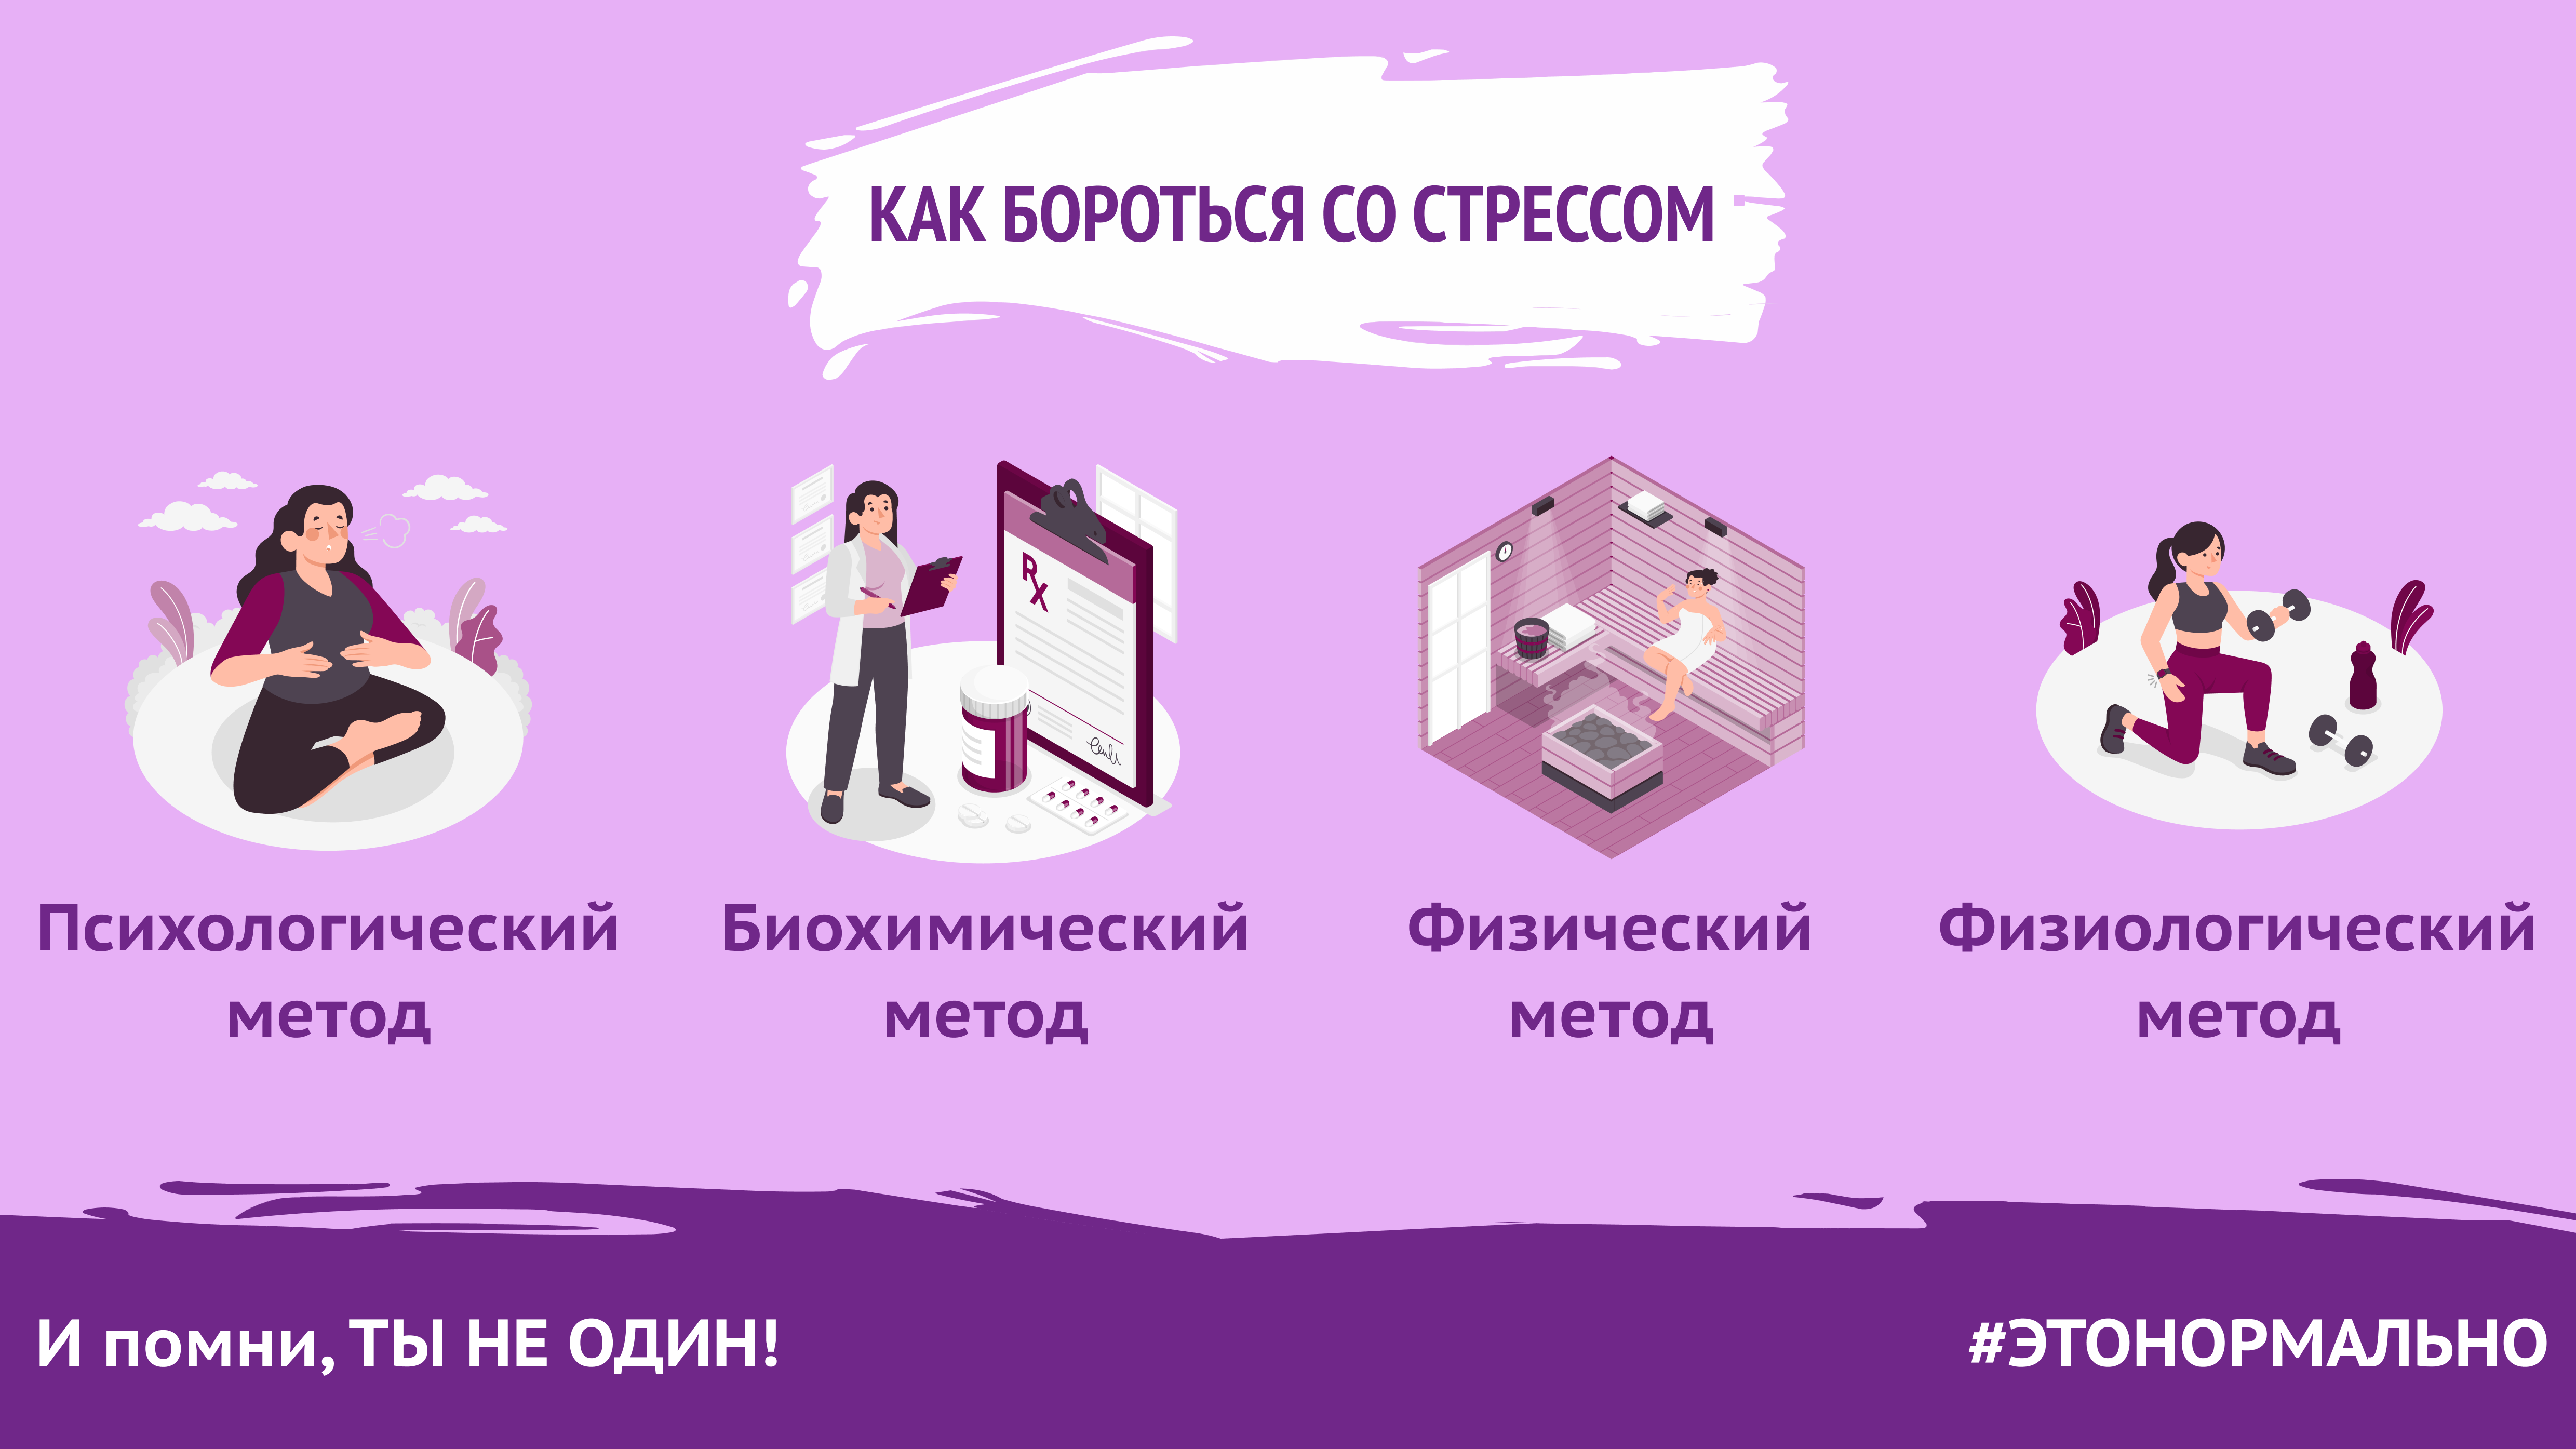 КАК БОРОТЬСЯ СО СТРЕССОМ
RX
Психологический
метод
Биохимический
метод
Физический
метод
Физиологический
метод
И помни, ТЫ НЕ ОДИН!
#ЭТОНОРМАЛЬНО